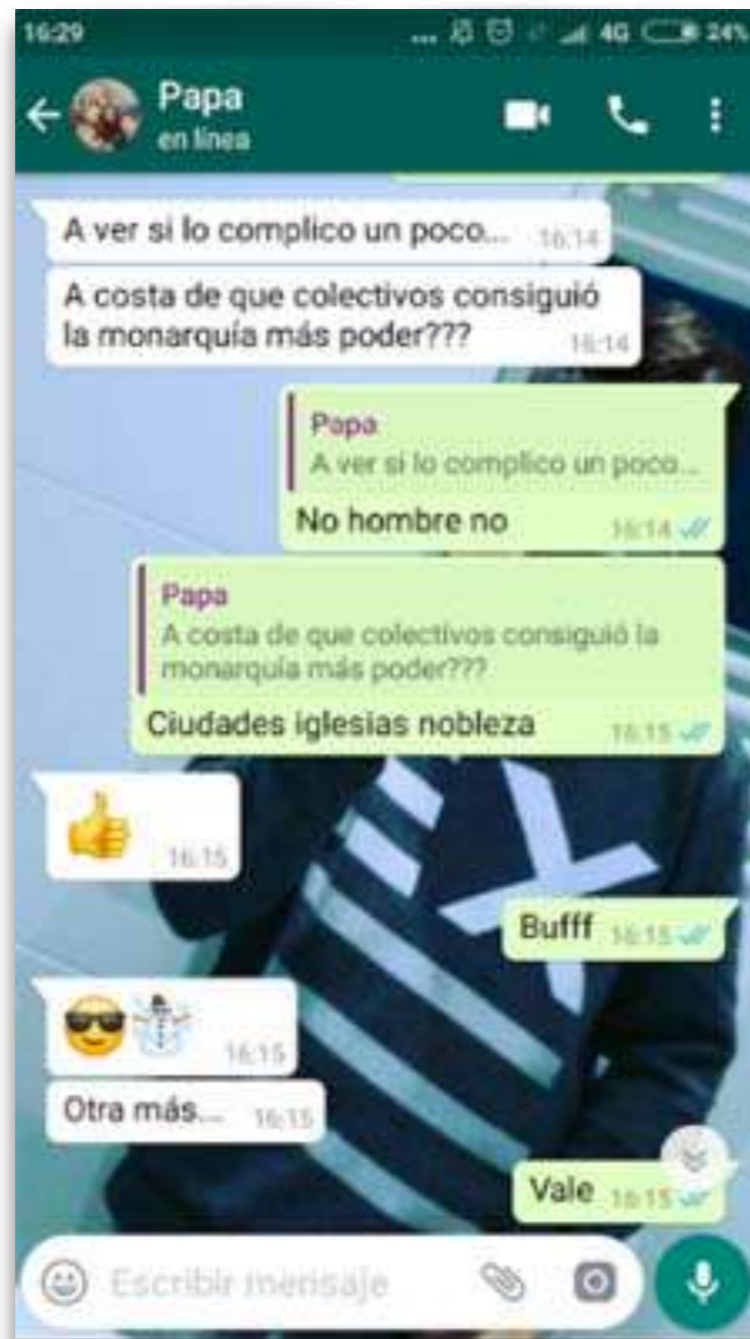 16:29
... 4G 24%
Papa
en línea
A ver si lo complico un poco... 16:14
A costa de que colectivos consiguió
la monarquía más poder??? 16:14
Papa
A ver si lo complico un poco...
No hombre no 16:14
Papa
A costa de que colectivos consiguió la
monarquía más poder???
Ciudades iglesias nobleza 16:15
16:15
Bufff 16:15
16:15
Otra más... 16:15
Vale 16:15
Escribir mensaje